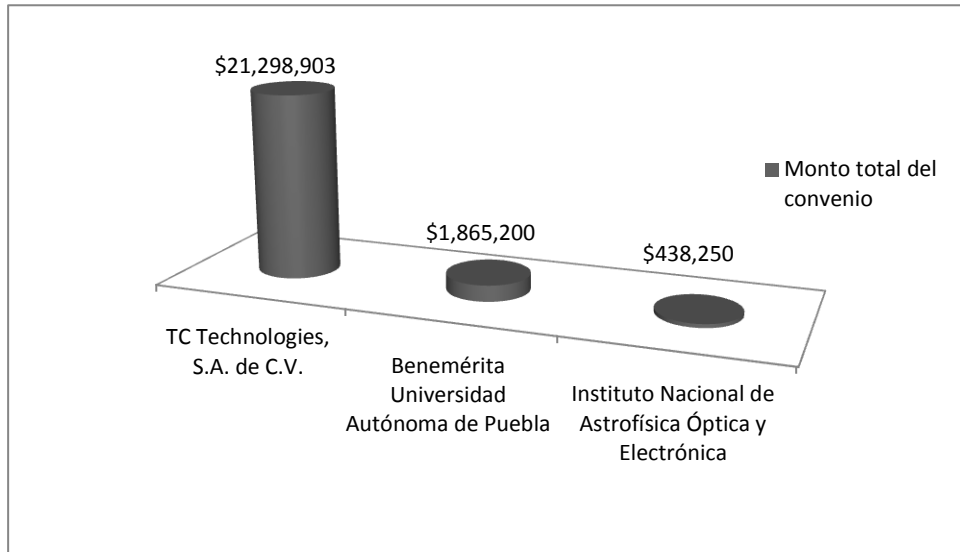 $21,298,903
Monto total del
convenio
$1,865,200
$438,250
TC Technologies,
S.A. de C.V.
Benemérita
Universidad
Autónoma de Puebla
Instituto Nacional de
Astrofísica Óptica y
Electrónica